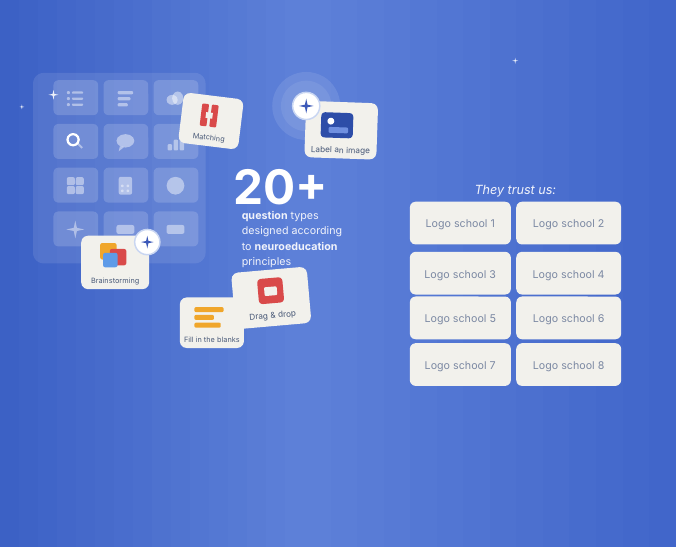 Matching
Label an image
20+
question types
designed according
to neuroeducation
principles
Brainstorming
Drag & drop
Fill in the blanks
They trust us:
Logo school 1
Logo school 2
Logo school 3
Logo school 4
Logo school 5
Logo school 6
Logo school 7
Logo school 8